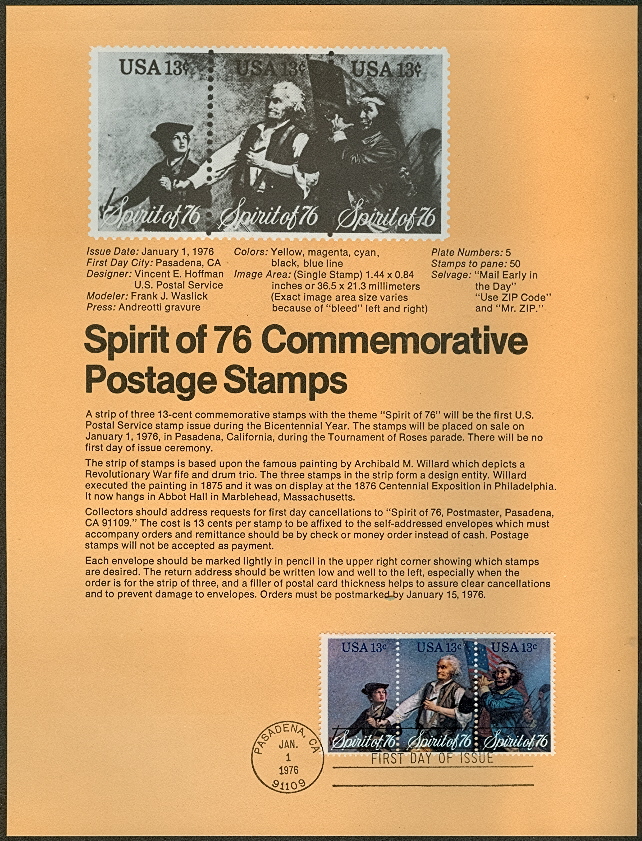 USA 13¢ USA 13¢ USA 13¢
Spirit of 76 Spirit of 76 Spirit of 76
Issue Date: January 1, 1976
First Day City: Pasadena, CA
Designer: Vincent E. Hoffman
U.S. Postal Service
Modeler: Frank J. Waslick
Press: Andreotti gravure
Colors: Yellow, magenta, cyan,
black, blue line
Image Area: (Single Stamp) 1.44 x 0.84
inches or 36.5 x 21.3 millimeters
(Exact image area size varies
because of "bleed" left and right)
Plate Numbers: 5
Stamps to pane: 50
Selvage: "Mail Early in
the Day"
"Use ZIP Code"
and "Mr. ZIP."
Spirit of 76 Commemorative
Postage Stamps
A strip of three 13-cent commemorative stamps with the theme "Spirit of 76" will be the first U.S.
Postal Service stamp issue during the Bicentennial Year. The stamps will be placed on sale on
January 1, 1976, in Pasadena, California, during the Tournament of Roses parade. There will be no
first day of issue ceremony.
The strip of stamps is based upon the famous painting by Archibald M. Willard which depicts a
Revolutionary War fife and drum trio. The three stamps in the strip form a design entity. Willard
executed the painting in 1875 and it was on display at the 1876 Centennial Exposition in Philadelphia.
It now hangs in Abbot Hall in Marblehead, Massachusetts.
Collectors should address requests for first day cancellations to "Spirit of 76, Postmaster, Pasadena,
CA 91109." The cost is 13 cents per stamp to be affixed to the self-addressed envelopes which must
accompany orders and remittance should be by check or money order instead of cash. Postage
stamps will not be accepted as payment.
Each envelope should be marked lightly in pencil in the upper right corner showing which stamps
are desired. The return address should be written low and well to the left, especially when the
order is for the strip of three, and a filler of postal card thickness helps to assure clear cancellations
and to prevent damage to envelopes. Orders must be postmarked by January 15, 1976.
USA 13c USA 13c USA 13c
Spirit of 76 Spirit of 76 Spirit of 76
PASADENA, CA
JAN.
1
1976
91109
FIRST DAY OF ISSUE